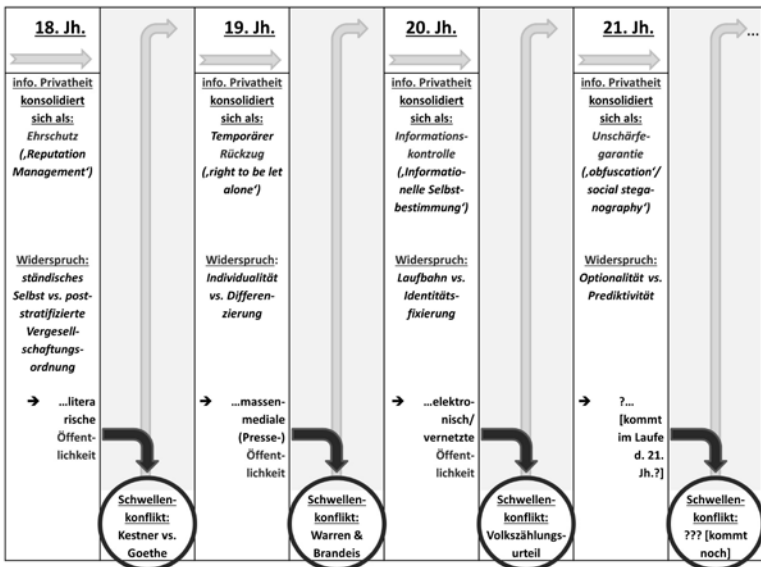 18. Jh.
info. Privatheit
konsolidiert
sich als:
Ehrschutz
(‚Reputation
Management‘)
Widerspruch:
ständisches
Selbst vs. post-
stratifizierte
Vergesell-
schaftungs-
ordnung
➔ …litera
rische
Öffent-
lichkeit
Schwellen-
konflikt:
Kestner vs.
Goethe
19. Jh.
info. Privatheit
konsolidiert
sich als:
Temporärer
Rückzug
(‚right to be let
alone‘)
Widerspruch:
Individualität
vs. Differen-
zierung
➔ …massen-
mediale
(Presse-)
Öffent-
lichkeit
Schwellen-
konflikt:
Warren &
Brandeis
20. Jh.
info. Privatheit
konsolidiert
sich als:
Informations-
kontrolle
(‚Informatio-
nelle Selbst-
bestimmung‘)
Widerspruch:
Laufbahn vs.
Identitäts-
fixierung
➔ …elektro-
nisch/
vernetzte
Öffent-
lichkeit
Schwellen-
konflikt:
Volkszählungs-
urteil
21. Jh.
info. Privatheit
konsolidiert
sich als:
Unschärfe-
garantie
(‚obfuscation‘/
social stega-
nography‘)
Widerspruch:
Optionalität vs.
Prediktivität
➔ ?…
[kommt
im Laufe
d. 21.
Jh.?]
Schwellen-
konflikt:
??? [kommt
noch]
…